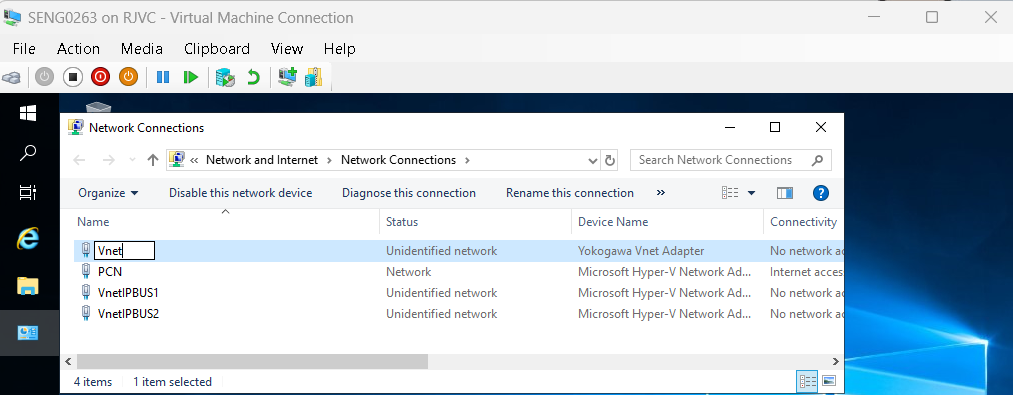 SENG0263 on RJVC - Virtual Machine Connection
File Action Media Clipboard View Help
Network Connections
« Network and Internet > Network Connections >
Search Network Connections
Organize Disable this network device Diagnose this connection Rename this connection »
Name Status Device Name Connectivity
Vnet Unidentified network Yokogawa Vnet Adapter No network ac
PCN Network Microsoft Hyper-V Network Ad... Internet acces
VnetIPBUS1 Unidentified network Microsoft Hyper-V Network Ad... No network ac
VnetIPBUS2 Unidentified network Microsoft Hyper-V Network Ad... No network ac
4 items 1 item selected